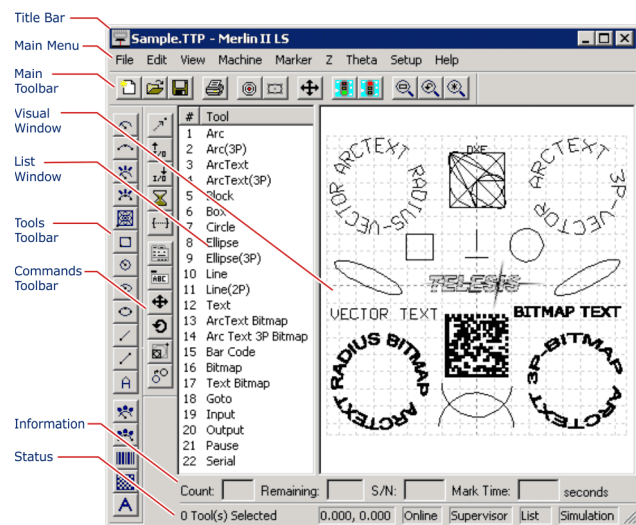 Title Bar
Sample.TTP - Merlin II LS
Main Menu
File Edit View Machine Marker Z Theta Setup Help
Main
Toolbar
Visual
Window
List
Window
Tools
Toolbar
Commands
Toolbar
Information
Status
I/O
I/O
ABC
A
A
# Tool
1 Arc
2 Arc(3P)
3 ArcText
4 ArcText(3P)
5 Block
6 Box
7 Circle
8 Ellipse
9 Ellipse(3P)
10 Line
11 Line(2P)
12 Text
13 ArcText Bitmap
14 Arc Text 3P Bitmap
15 Bar Code
16 Bitmap
17 Text Bitmap
18 Goto
19 Input
20 Output
21 Pause
22 Serial
ARCTEXT RADIUS-VECTOR
DXF
ARCTEXT 3P-VECTOR
TELESIS
VECTOR TEXT
BITMAP TEXT
RADIUS BITMAP ARCTEXT
3P-BITMAP ARCTEXT
Count: Remaining: S/N: Mark Time: seconds
0 Tool(s) Selected 0.000, 0.000 Online Supervisor List Simulation